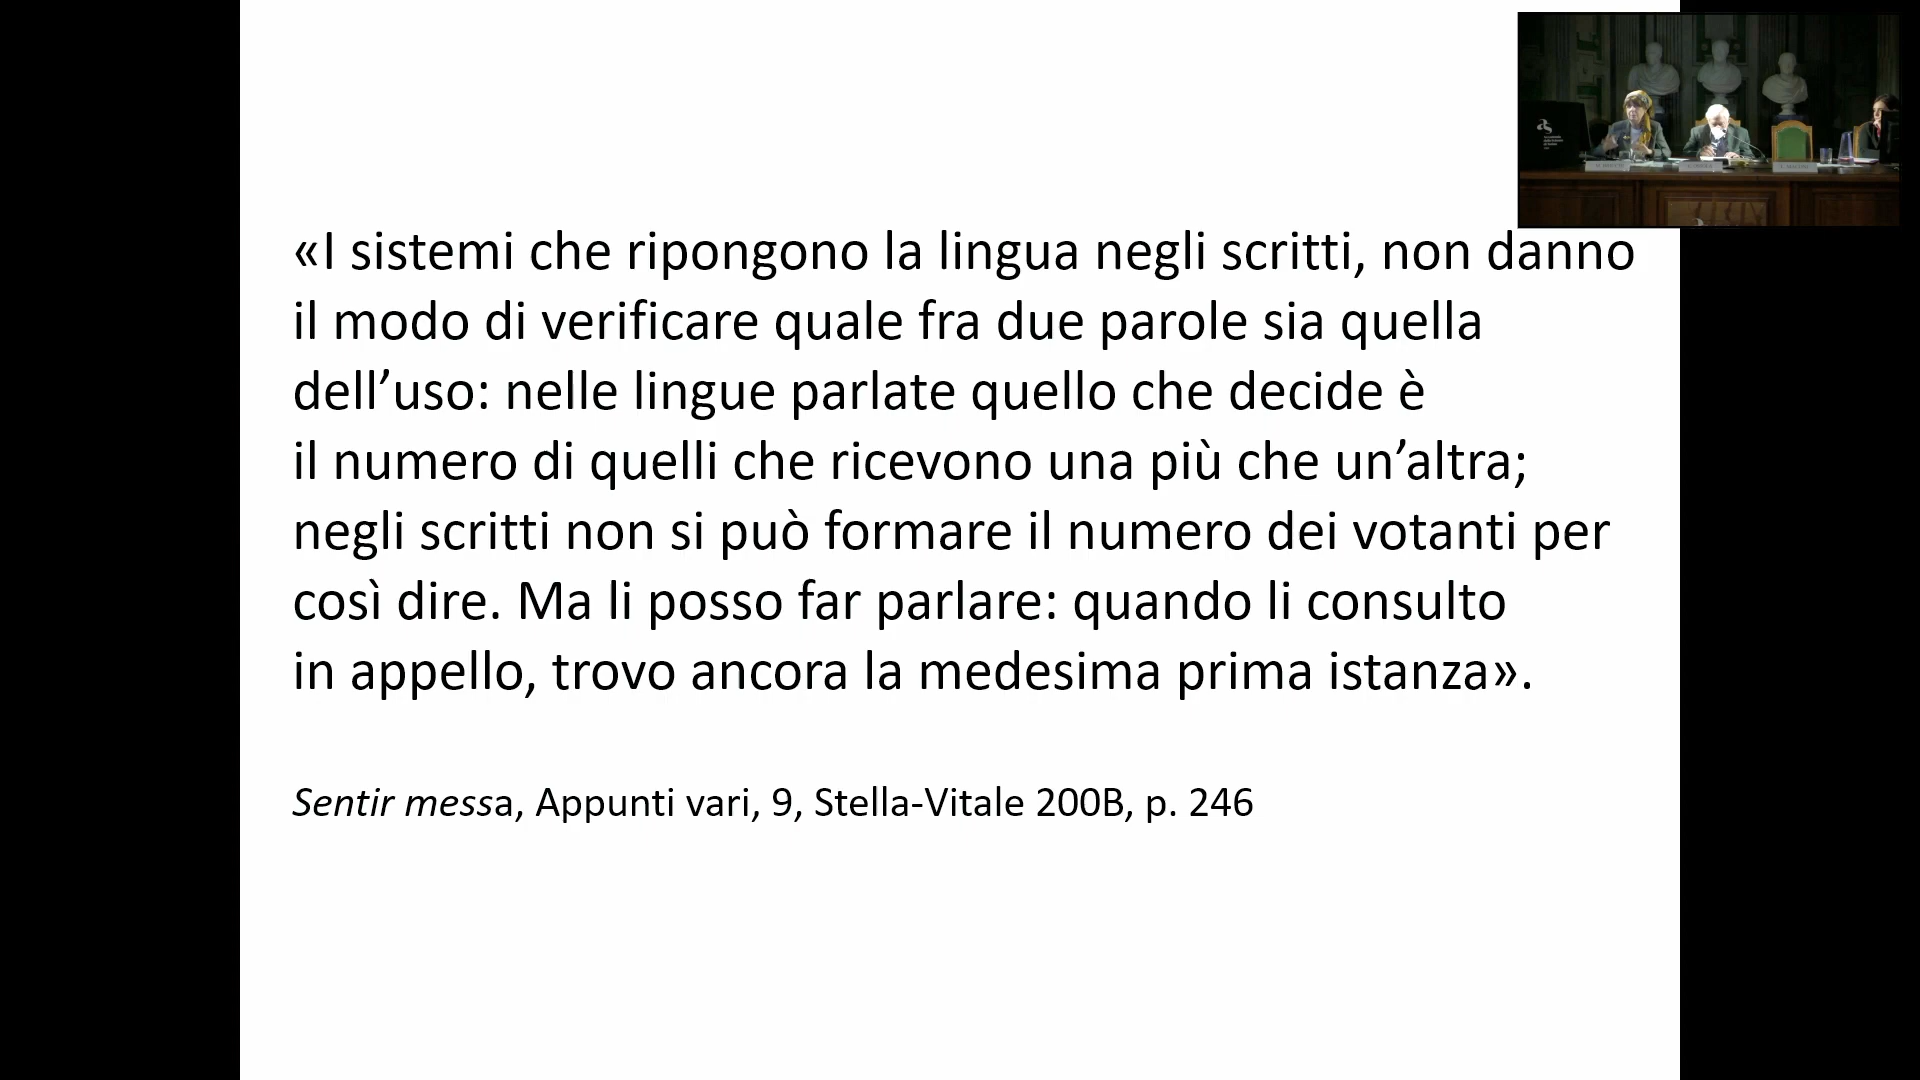 «I sistemi che ripongono la lingua negli scritti, non danno
il modo di verificare quale fra due parole sia quella
dell’uso: nelle lingue parlate quello che decide è
il numero di quelli che ricevono una più che un’altra;
negli scritti non si può formare il numero dei votanti per
così dire. Ma li posso far parlare: quando li consulto
in appello, trovo ancora la medesima prima istanza».
Sentir messa, Appunti vari, 9, Stella-Vitale 200B, p. 246